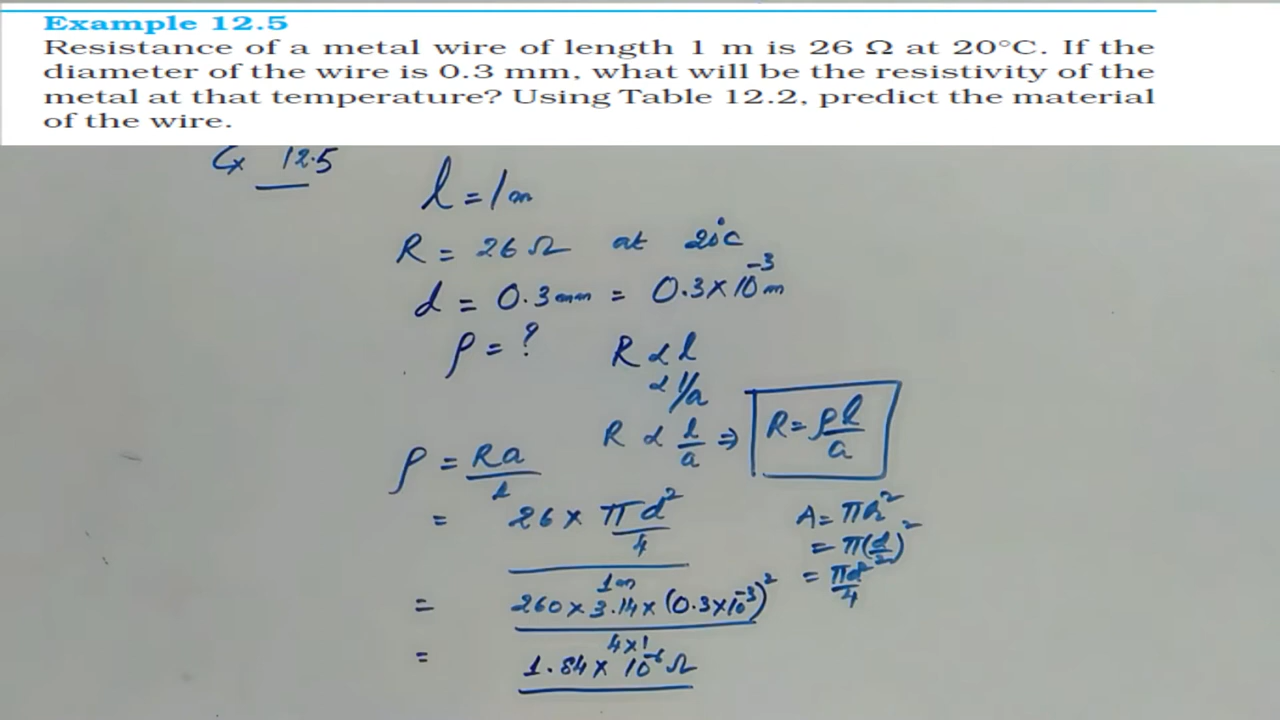 Example 12.5
Resistance of a metal wire of length 1 m is 26 Ω at 20°C. If the
diameter of the wire is 0.3 mm, what will be the resistivity of the
metal at that temperature? Using Table 12.2, predict the material
of the wire.
Ex 12.5
l = 1m
R = 26 Ω at 20°C
d = 0.3mm = 0.3×10⁻³m
ρ = ?
R ∝ l
∝ 1/a
R ∝ l/a ⇒ R = ρl/a
ρ = Ra/l
= 26 × πd²/4
1m
A = πr²
= π(d/2)²
= πd²/4
= 260 × 3.14 × (0.3×10⁻³)²
4×1
= 1.84 × 10⁻⁶ Ω